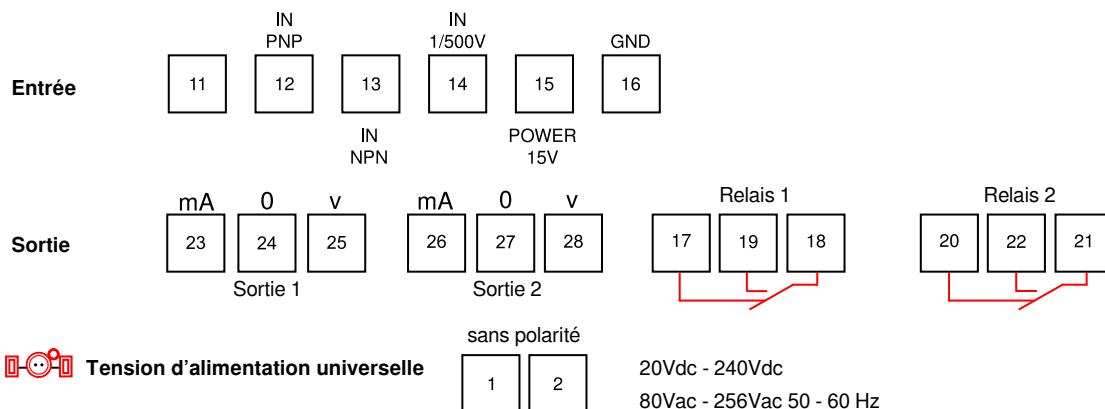 IN
PNP
IN
1/500V
GND
Entrée
11
12
13
14
15
16
IN
NPN
POWER
15V
mA
0
v
mA
0
v
Relais 1
Relais 2
Sortie
23
24
25
26
27
28
17
19
18
20
22
21
Sortie 1
Sortie 2
sans polarité
Tension d'alimentation universelle
1
2
20Vdc - 240Vdc
80Vac - 256Vac 50 - 60 Hz